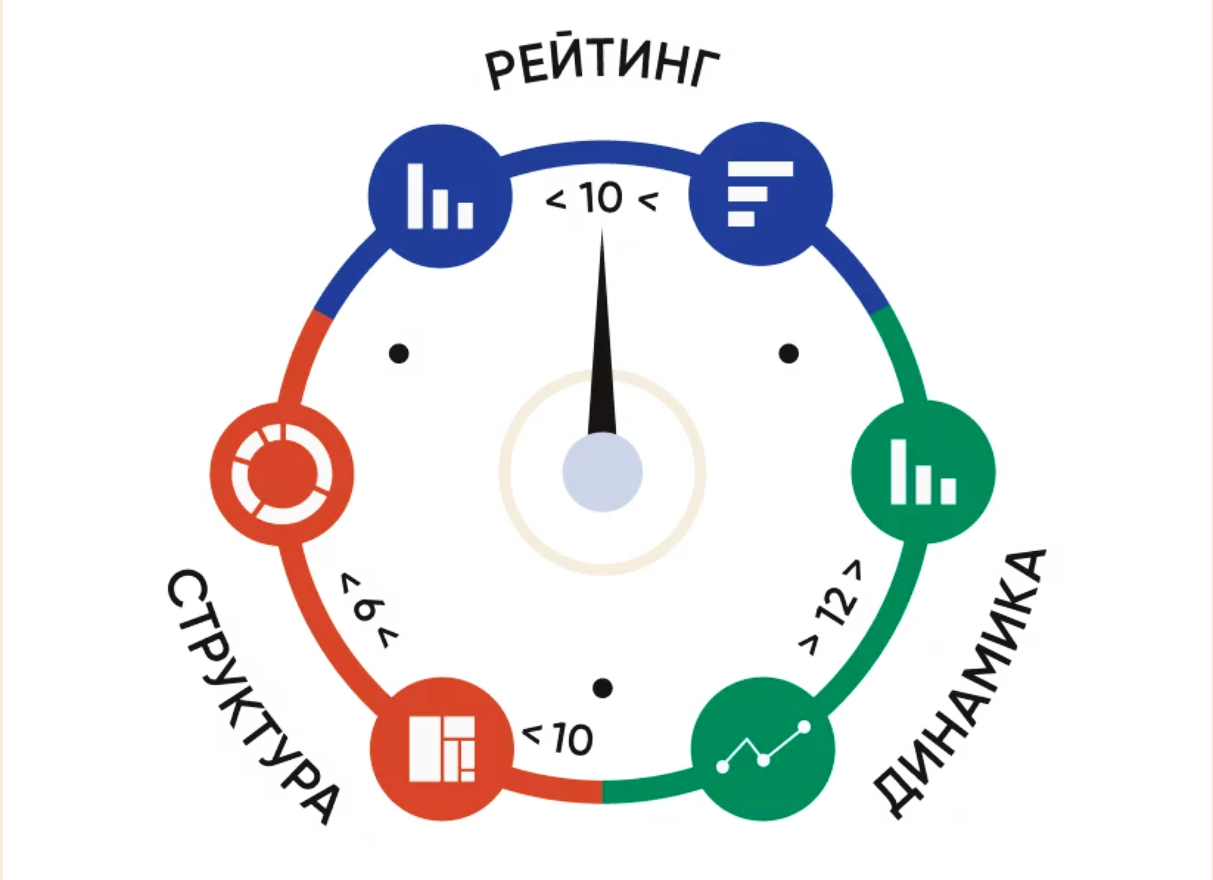 РЕЙТИНГ
< 10 <
< 6 <
> 12 >
< 10
СТРУКТУРА
ДИНАМИКА